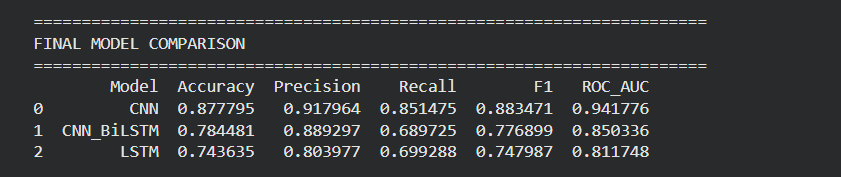 ======================================================================
FINAL MODEL COMPARISON
======================================================================
        Model  Accuracy  Precision    Recall        F1   ROC_AUC
0         CNN  0.877795   0.917964  0.851475  0.883471  0.941776
1  CNN_BiLSTM  0.784481   0.889297  0.689725  0.776899  0.850336
2        LSTM  0.743635   0.803977  0.699288  0.747987  0.811748